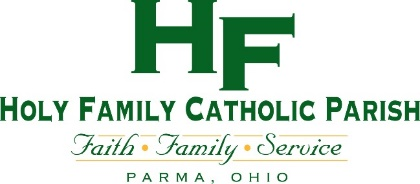 HF
HOLY FAMILY CATHOLIC PARISH
Faith • Family • Service
PARMA, OHIO